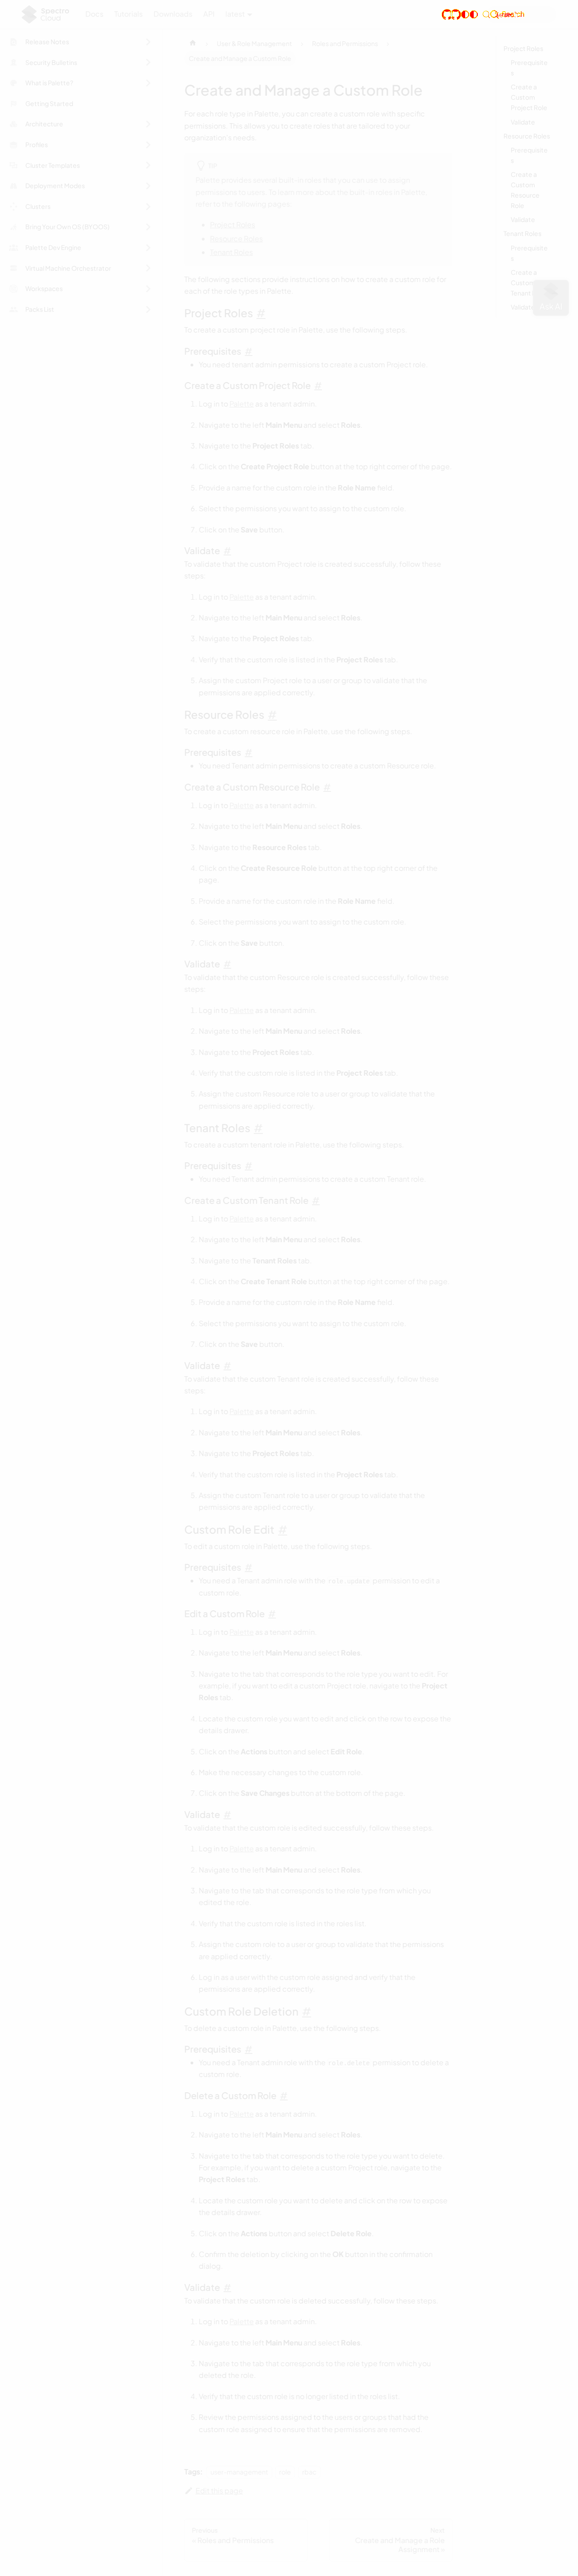 Spectro
Cloud
Docs
Tutorials
Downloads
API
latest
Release Notes
Security Bulletins
What is Palette?
Getting Started
Architecture
Profiles
Cluster Templates
Deployment Modes
Clusters
Bring Your Own OS (BYOOS)
Palette Dev Engine
Virtual Machine Orchestrator
Workspaces
Packs List
User & Role Management
Roles and Permissions
Create and Manage a Custom Role
Create and Manage a Custom Role
For each role type in Palette, you can create a custom role with specific
permissions. This allows you to create roles that are tailored to your
organization's needs.
TIP
Palette provides several built-in roles that you can use to assign
permissions to users. To learn more about the built-in roles in Palette,
refer to the following pages:
Project Roles
Resource Roles
Tenant Roles
The following sections provide instructions on how to create a custom role for
each of the role types in Palette.
Project Roles #
To create a custom project role in Palette, use the following steps.
Prerequisites #
You need tenant admin permissions to create a custom Project role.
Create a Custom Project Role #
1. Log in to Palette as a tenant admin.
2. Navigate to the left Main Menu and select Roles.
3. Navigate to the Project Roles tab.
4. Click on the Create Project Role button at the top right corner of the page.
5. Provide a name for the custom role in the Role Name field.
6. Select the permissions you want to assign to the custom role.
7. Click on the Save button.
Validate #
To validate that the custom Project role is created successfully, follow these
steps:
1. Log in to Palette as a tenant admin.
2. Navigate to the left Main Menu and select Roles.
3. Navigate to the Project Roles tab.
4. Verify that the custom role is listed in the Project Roles tab.
5. Assign the custom Project role to a user or group to validate that the
permissions are applied correctly.
Resource Roles #
To create a custom resource role in Palette, use the following steps.
Prerequisites #
You need Tenant admin permissions to create a custom Resource role.
Create a Custom Resource Role #
1. Log in to Palette as a tenant admin.
2. Navigate to the left Main Menu and select Roles.
3. Navigate to the Resource Roles tab.
4. Click on the Create Resource Role button at the top right corner of the
page.
5. Provide a name for the custom role in the Role Name field.
6. Select the permissions you want to assign to the custom role.
7. Click on the Save button.
Validate #
To validate that the custom Resource role is created successfully, follow these
steps:
1. Log in to Palette as a tenant admin.
2. Navigate to the left Main Menu and select Roles.
3. Navigate to the Project Roles tab.
4. Verify that the custom role is listed in the Project Roles tab.
5. Assign the custom Resource role to a user or group to validate that the
permissions are applied correctly.
Tenant Roles #
To create a custom tenant role in Palette, use the following steps.
Prerequisites #
You need Tenant admin permissions to create a custom Tenant role.
Create a Custom Tenant Role #
1. Log in to Palette as a tenant admin.
2. Navigate to the left Main Menu and select Roles.
3. Navigate to the Tenant Roles tab.
4. Click on the Create Tenant Role button at the top right corner of the page.
5. Provide a name for the custom role in the Role Name field.
6. Select the permissions you want to assign to the custom role.
7. Click on the Save button.
Validate #
To validate that the custom Tenant role is created successfully, follow these
steps:
1. Log in to Palette as a tenant admin.
2. Navigate to the left Main Menu and select Roles.
3. Navigate to the Project Roles tab.
4. Verify that the custom role is listed in the Project Roles tab.
5. Assign the custom Tenant role to a user or group to validate that the
permissions are applied correctly.
Custom Role Edit #
To edit a custom role in Palette, use the following steps.
Prerequisites #
You need a Tenant admin role with the role.update permission to edit a
custom role.
Edit a Custom Role #
1. Log in to Palette as a tenant admin.
2. Navigate to the left Main Menu and select Roles.
3. Navigate to the tab that corresponds to the role type you want to edit. For
example, if you want to edit a custom Project role, navigate to the Project
Roles tab.
4. Locate the custom role you want to edit and click on the row to expose the
details drawer.
5. Click on the Actions button and select Edit Role.
6. Make the necessary changes to the custom role.
7. Click on the Save Changes button at the bottom of the page.
Validate #
To validate that the custom role is edited successfully, follow these steps:
1. Log in to Palette as a tenant admin.
2. Navigate to the left Main Menu and select Roles.
3. Navigate to the tab that corresponds to the role type from which you
edited the role.
4. Verify that the custom role is listed in the roles list.
5. Assign the custom role to a user or group to validate that the permissions
are applied correctly.
6. Log in as a user with the custom role assigned and verify that the
permissions are applied correctly.
Custom Role Deletion #
To delete a custom role in Palette, use the following steps.
Prerequisites #
You need a Tenant admin role with the role.delete permission to delete a
custom role.
Delete a Custom Role #
1. Log in to Palette as a tenant admin.
2. Navigate to the left Main Menu and select Roles.
3. Navigate to the tab that corresponds to the role type you want to delete.
For example, if you want to delete a custom Project role, navigate to the
Project Roles tab.
4. Locate the custom role you want to delete and click on the row to expose
the details drawer.
5. Click on the Actions button and select Delete Role.
6. Confirm the deletion by clicking on the OK button in the confirmation
dialog.
Validate #
To validate that the custom role is deleted successfully, follow these steps:
1. Log in to Palette as a tenant admin.
2. Navigate to the left Main Menu and select Roles.
3. Navigate to the tab that corresponds to the role type from which you
deleted the role.
4. Verify that the custom role is no longer listed in the roles list.
5. Review the permissions assigned to the users or groups that had the
custom role assigned to ensure that the permissions are removed.
Tags:
user-management
Edit this page
Previous
« Roles and Permissions
Next
Create and Manage a Role
Assignment »
Project Roles
Prerequisite
s
Create a
Custom
Project Role
Validate
Resource Roles
Prerequisite
s
Create a
Custom
Resource
Role
Validate
Tenant Roles
Prerequisite
s
Create a
Custom
Tenant
Validate